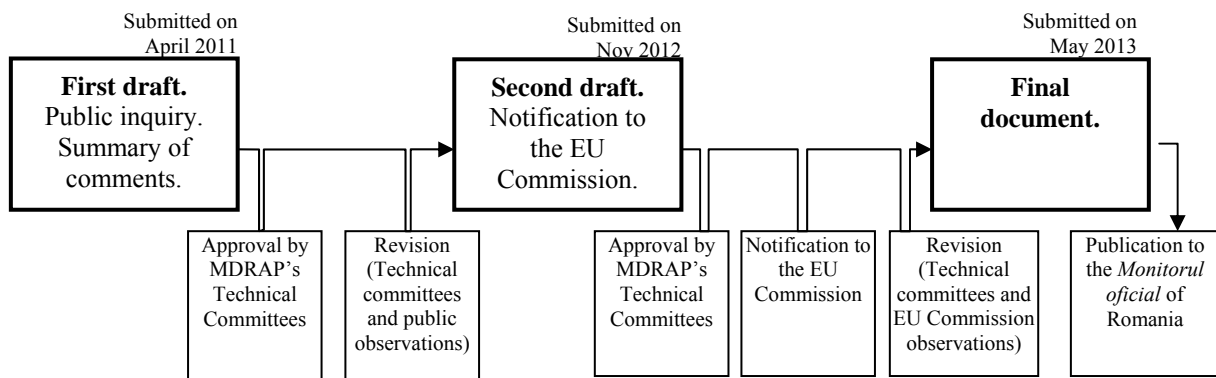 Submitted on
April 2011
First draft.
Public inquiry.
Summary of
comments.
Approval by
MDRAP's
Technical
Committees
Revision
(Technical
committees
and public
observations)
Submitted on
Nov 2012
Second draft.
Notification to
the EU
Commission.
Approval by
MDRAP's
Technical
Committees
Notification to
the EU
Commission
Revision
(Technical
committees and
EU Commission
observations)
Submitted on
May 2013
Final
document.
Publication to
the Monitorul
oficial of
Romania